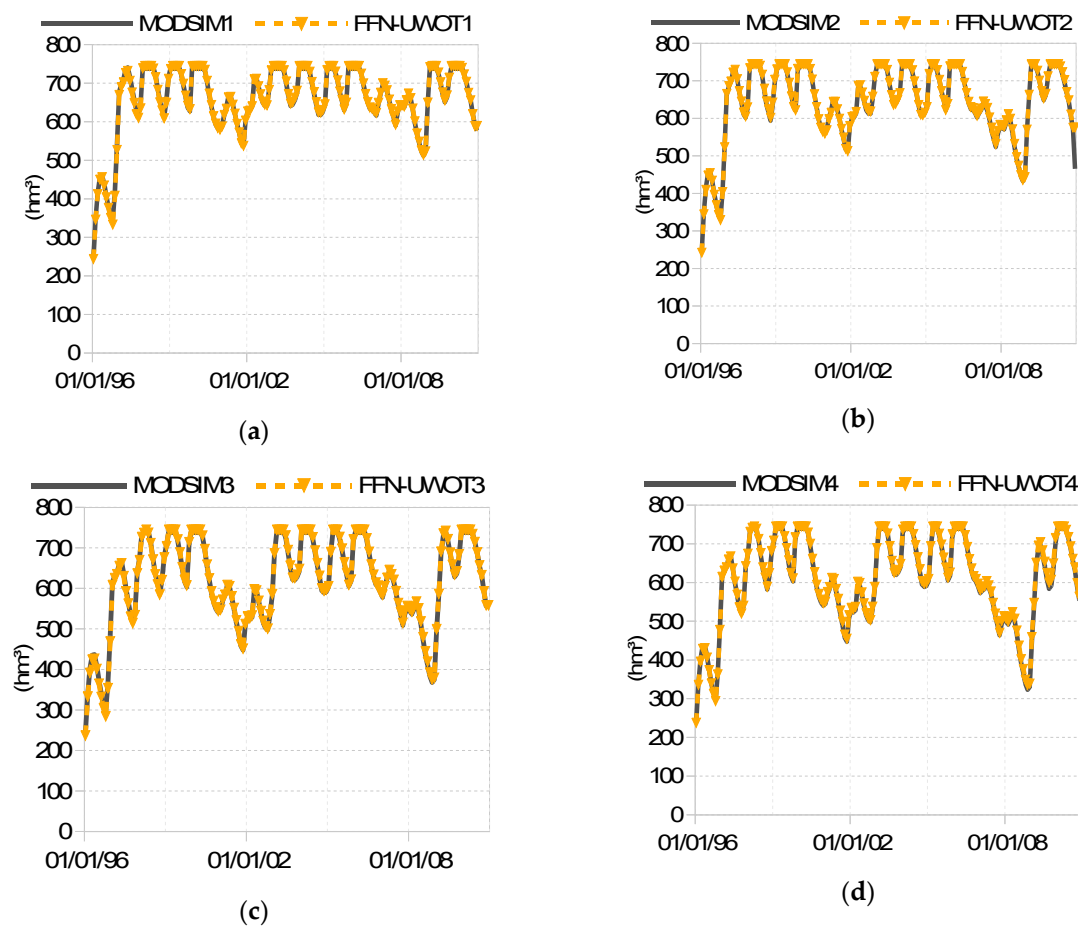 MODSIM1 FFN-UWOT1
800
700
600
500
400
300
200
100
0
(hm³)
01/01/96 01/01/02 01/01/08
(a)
MODSIM2 FFN-UWOT2
800
700
600
500
400
300
200
100
0
(hm³)
01/01/96 01/01/02 01/01/08
(b)
MODSIM3 FFN-UWOT3
800
700
600
500
400
300
200
100
0
(hm³)
01/01/96 01/01/02 01/01/08
(c)
MODSIM4 FFN-UWOT4
800
700
600
500
400
300
200
100
0
(hm³)
01/01/96 01/01/02 01/01/08
(d)